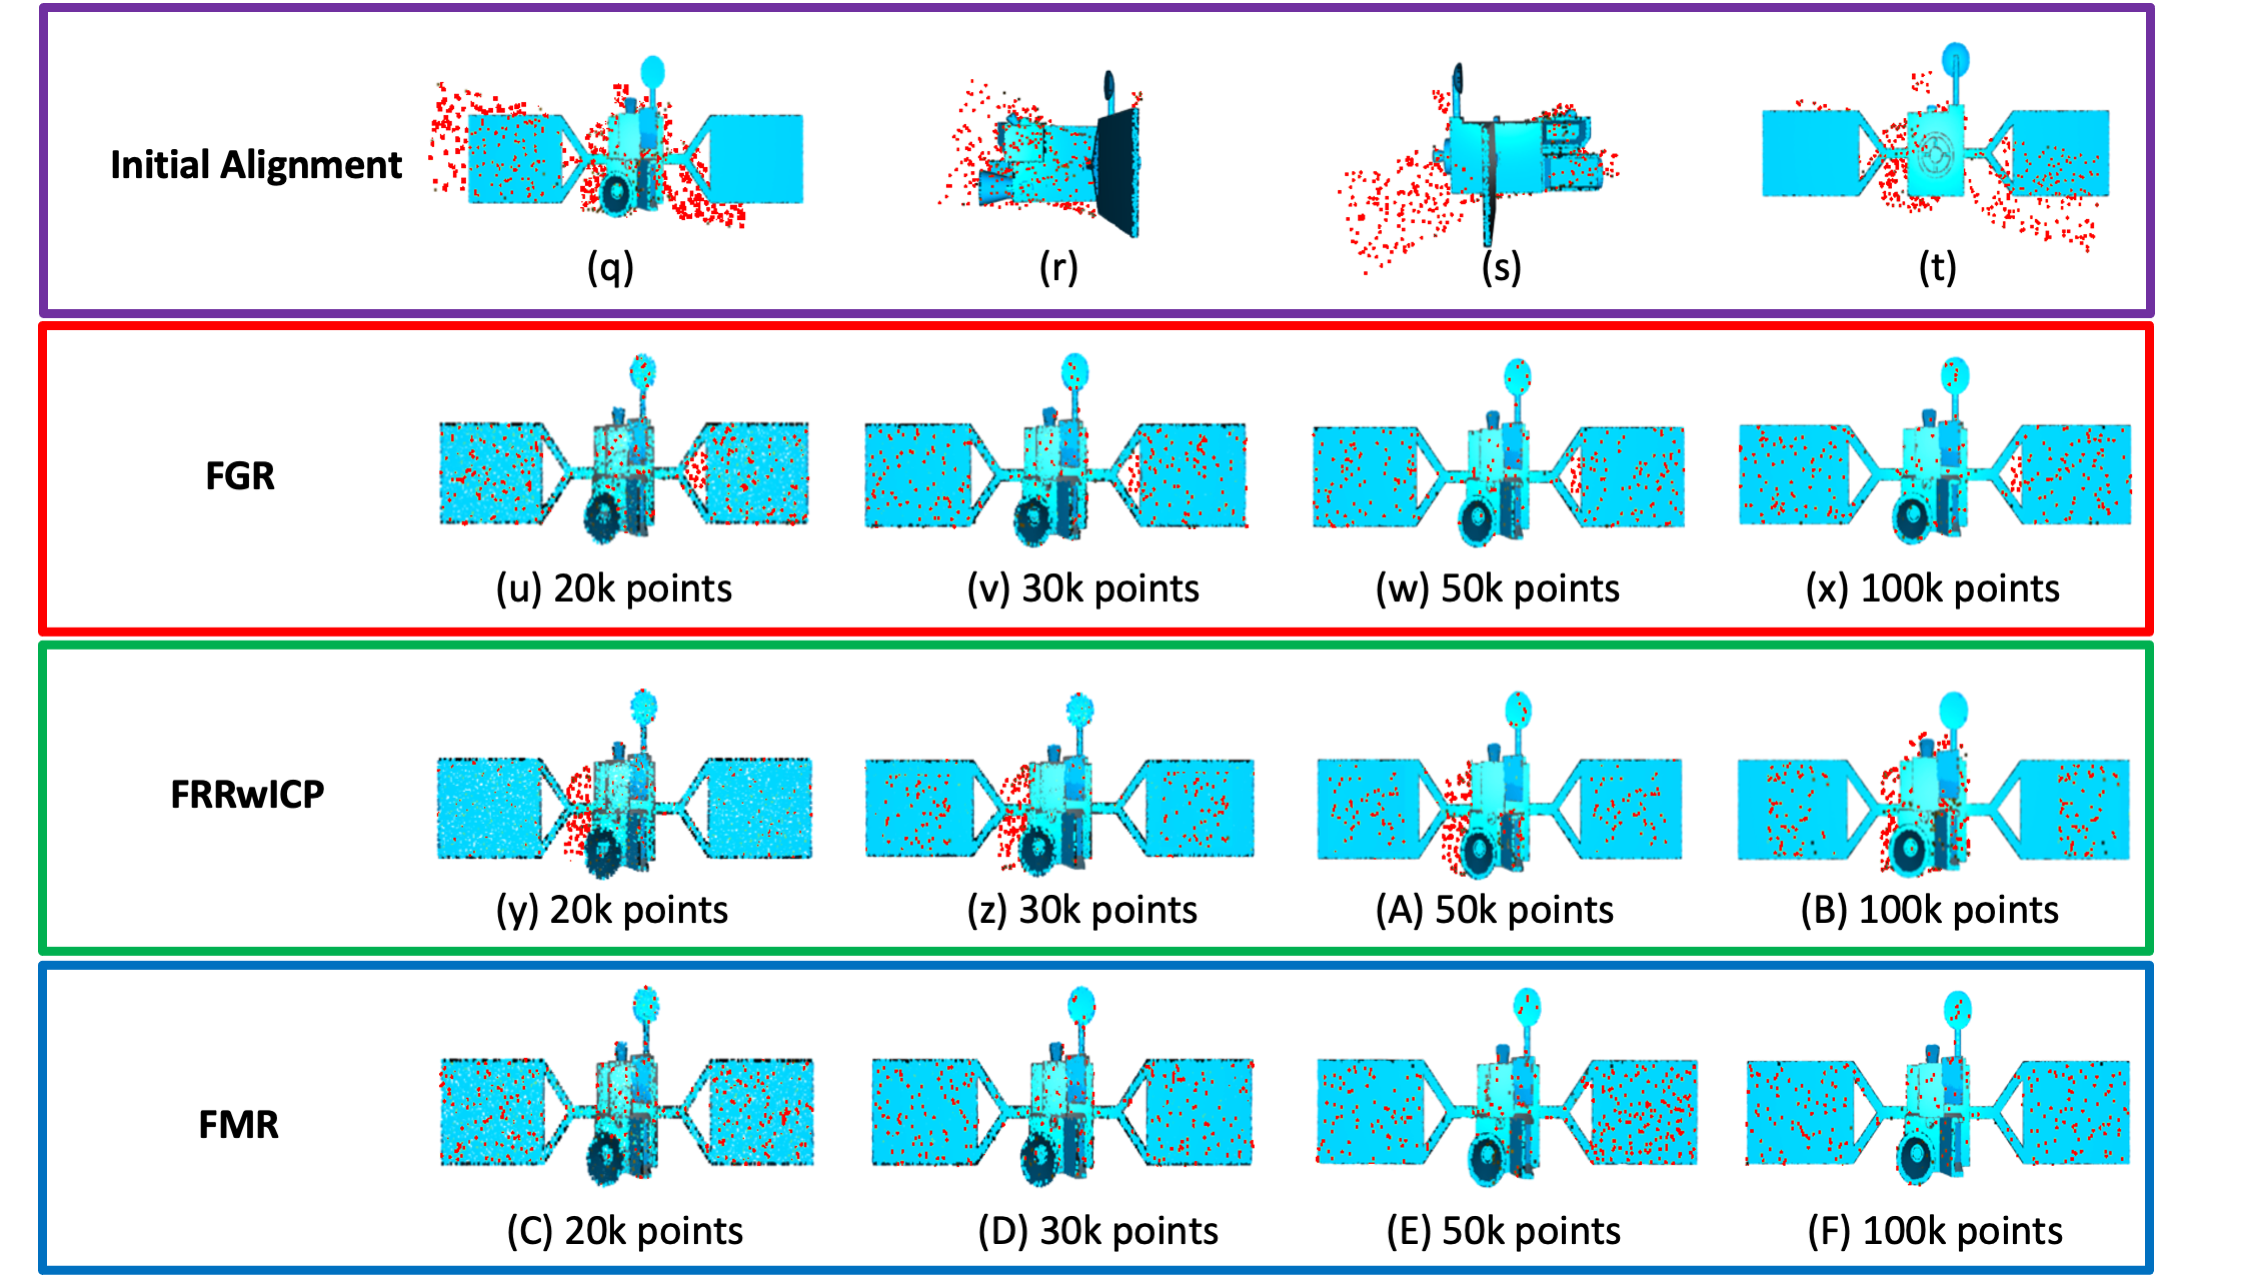 Initial Alignment
(q)
(r)
(s)
(t)
FGR
(u) 20k points
(v) 30k points
(w) 50k points
(x) 100k points
FRRwICP
(y) 20k points
(z) 30k points
(A) 50k points
(B) 100k points
FMR
(C) 20k points
(D) 30k points
(E) 50k points
(F) 100k points